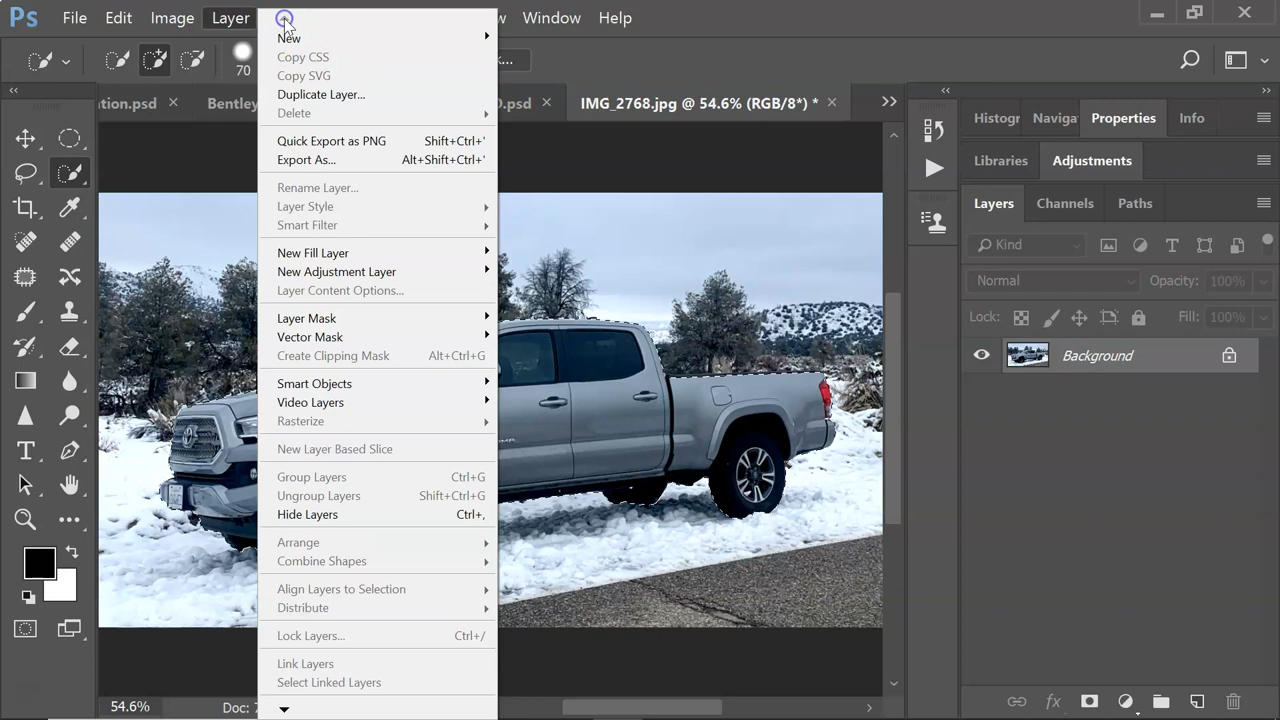 Ps File Edit Image Layer w Window Help
70 k...
ntion.psd × Bentley D.psd × IMG_2768.jpg @ 54.6% (RGB/8*) * ×
New
Copy CSS
Copy SVG
Duplicate Layer...
Delete
Quick Export as PNG Shift+Ctrl+'
Export As... Alt+Shift+Ctrl+'
Rename Layer...
Layer Style
Smart Filter
New Fill Layer
New Adjustment Layer
Layer Content Options...
Layer Mask
Vector Mask
Create Clipping Mask Alt+Ctrl+G
Smart Objects
Video Layers
Rasterize
New Layer Based Slice
Group Layers Ctrl+G
Ungroup Layers Shift+Ctrl+G
Hide Layers Ctrl+,
Arrange
Combine Shapes
Align Layers to Selection
Distribute
Lock Layers... Ctrl+/
Link Layers
Select Linked Layers
Histogr Naviga Properties Info
Libraries Adjustments
Layers Channels Paths
Kind
Normal Opacity: 100%
Lock: Fill: 100%
Background
54.6% Doc: 7